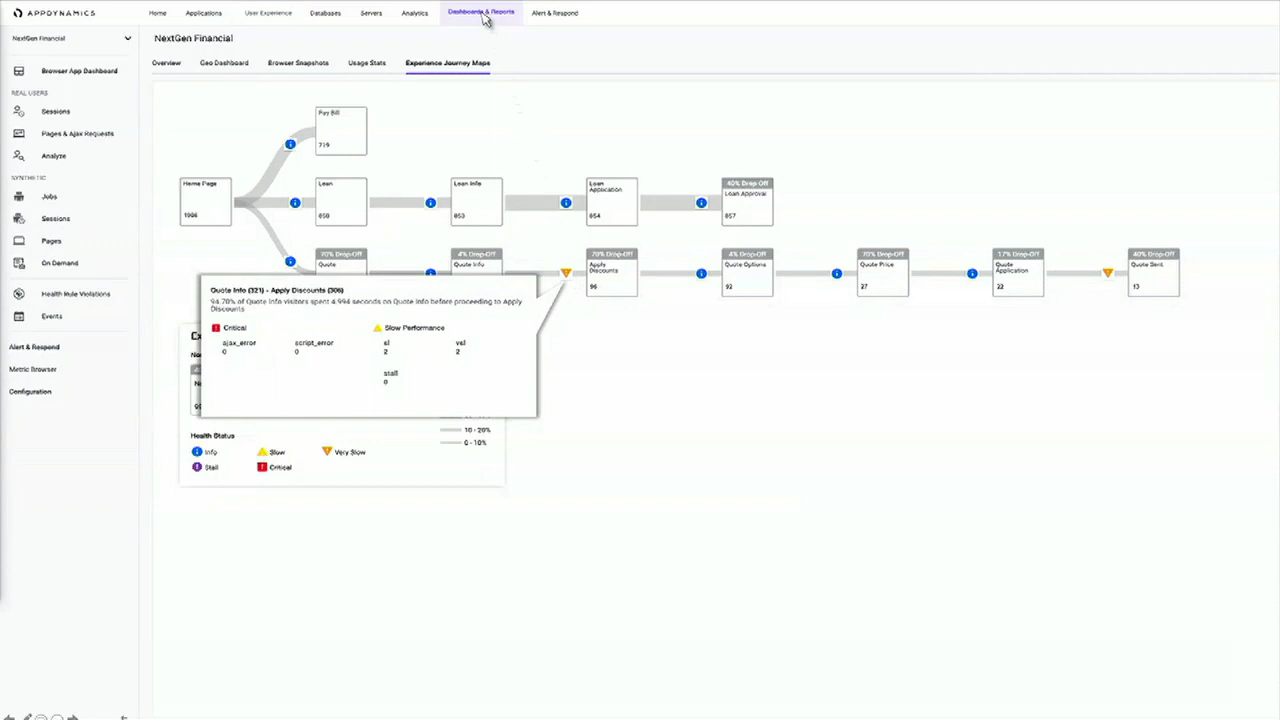 APPDYNAMICS
Home
Applications
User Experience
Databases
Servers
Analytics
Dashboards & Reports
Alert & Respond
NextGen Financial
Browser App Dashboard
REAL USERS
Sessions
Pages & Ajax Requests
Analyze
SYNTHETIC
Jobs
Sessions
Pages
On Demand
Health Rule Violations
Events
Alert & Respond
Metric Browser
Configuration
NextGen Financial
Overview
Geo Dashboard
Browser Snapshots
Usage Stats
Experience Journey Maps
Pay Bill
719
Home Page
Loan
Loan Info
853
Loan
Application
854
40% Drop Off
Loan Approval
857
70% Drop-Off
Quote
4% Drop-Off
Quote Info
70% Drop-Off
Apply
Discounts
96
4% Drop-Off
Quote Options
92
70% Drop-Off
Quote Price
27
17% Drop-Off
Quote
Application
22
40% Drop-Off
Quote Sent
13
Quote Info (321) - Apply Discounts (306)
94.70% of Quote Info visitors spent 4.994 seconds on Quote Info before proceeding to Apply
Discounts
Critical
ajax_error
0
script_error
0
Slow Performance
sl
2
vsl
2
stall
0
10 - 20%
0 - 10%
Health Status
Info
Slow
Very Slow
Stall
Critical